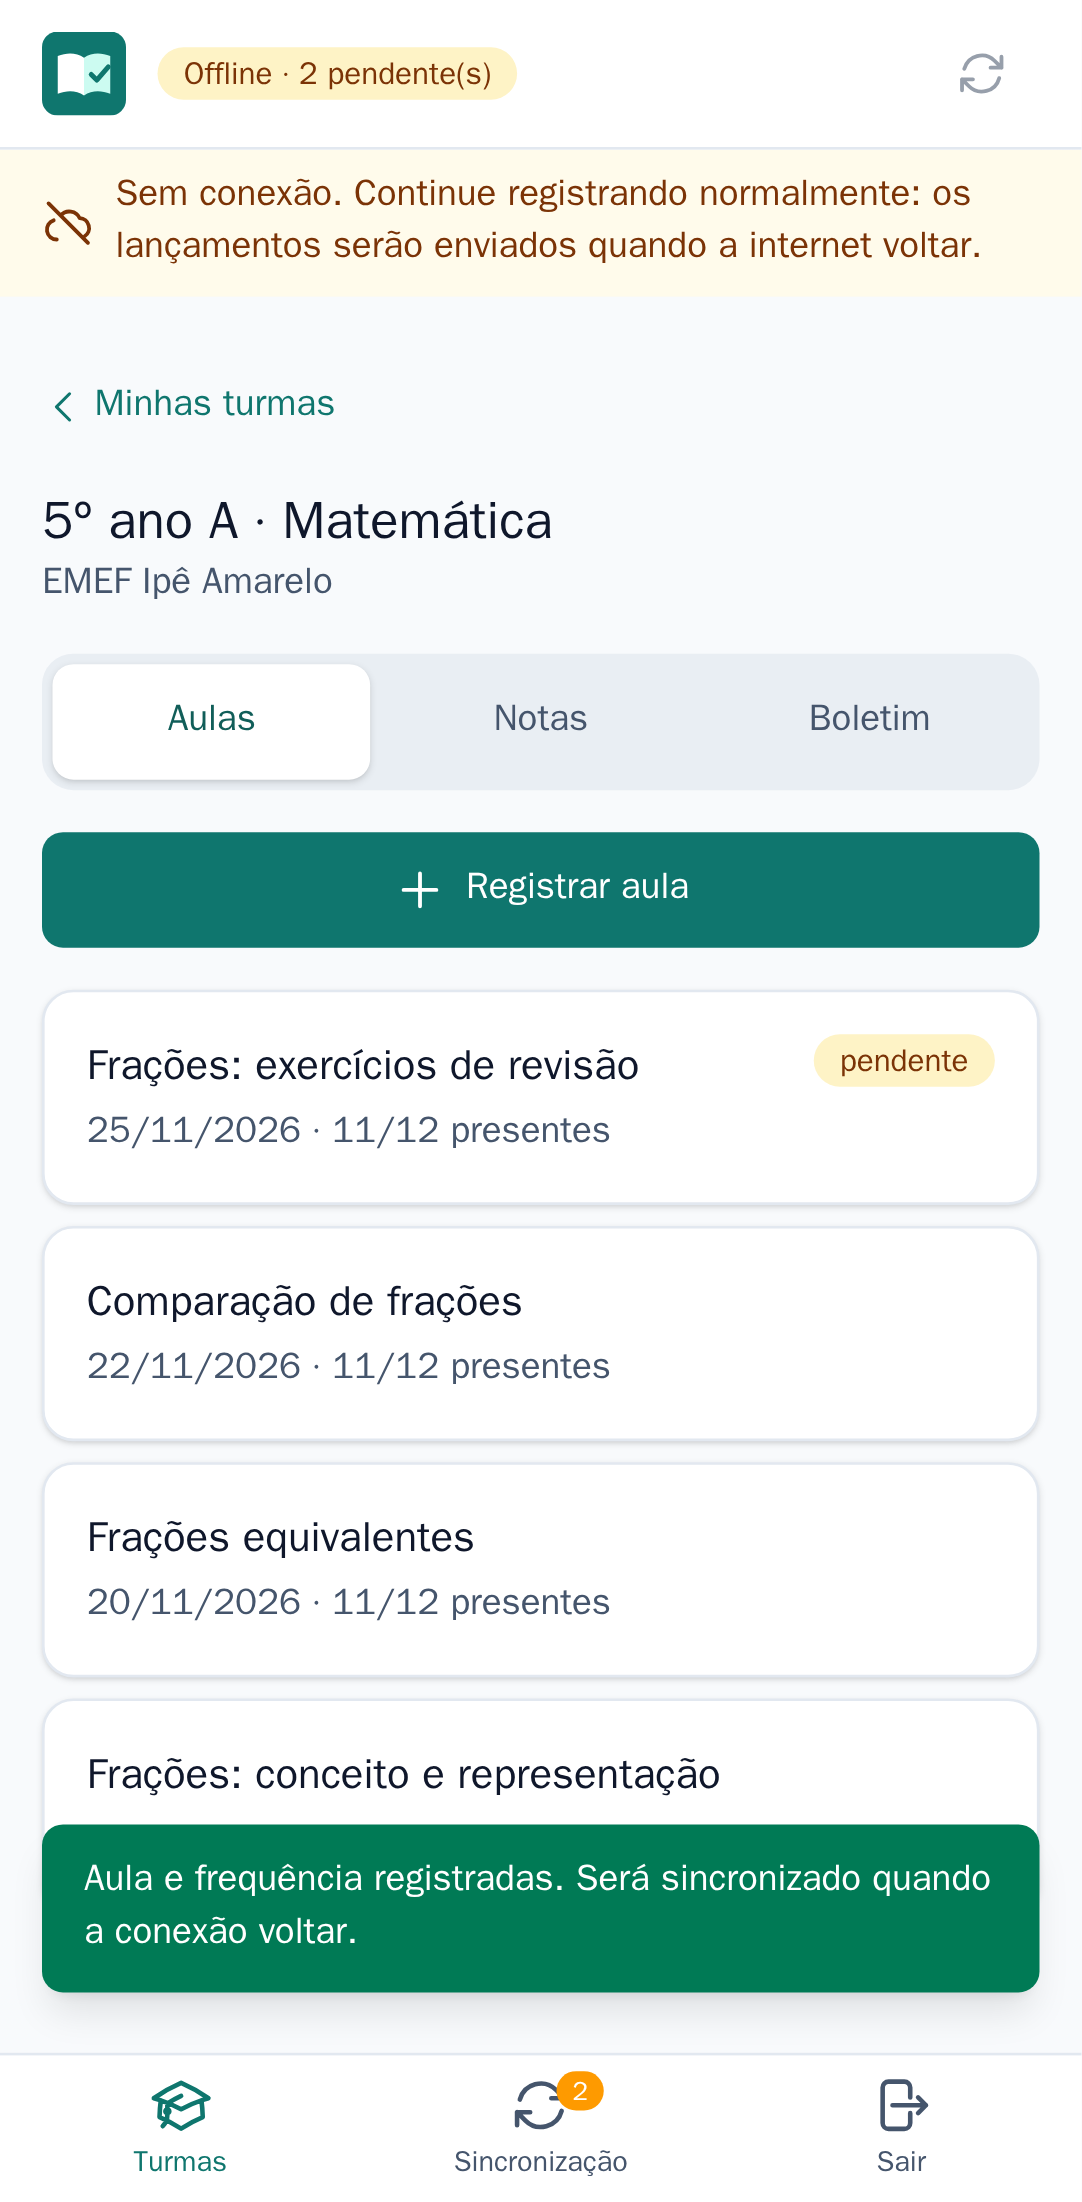 Offline · 2 pendente(s)
Sem conexão. Continue registrando normalmente: os
lançamentos serão enviados quando a internet voltar.
Minhas turmas
5º ano A · Matemática
EMEF Ipê Amarelo
Aulas
Notas
Boletim
Registrar aula
Frações: exercícios de revisão
pendente
25/11/2026 · 11/12 presentes
Comparação de frações
22/11/2026 · 11/12 presentes
Frações equivalentes
20/11/2026 · 11/12 presentes
Frações: conceito e representação
Aula e frequência registradas. Será sincronizado quando
a conexão voltar.
2
Turmas
Sincronização
Sair